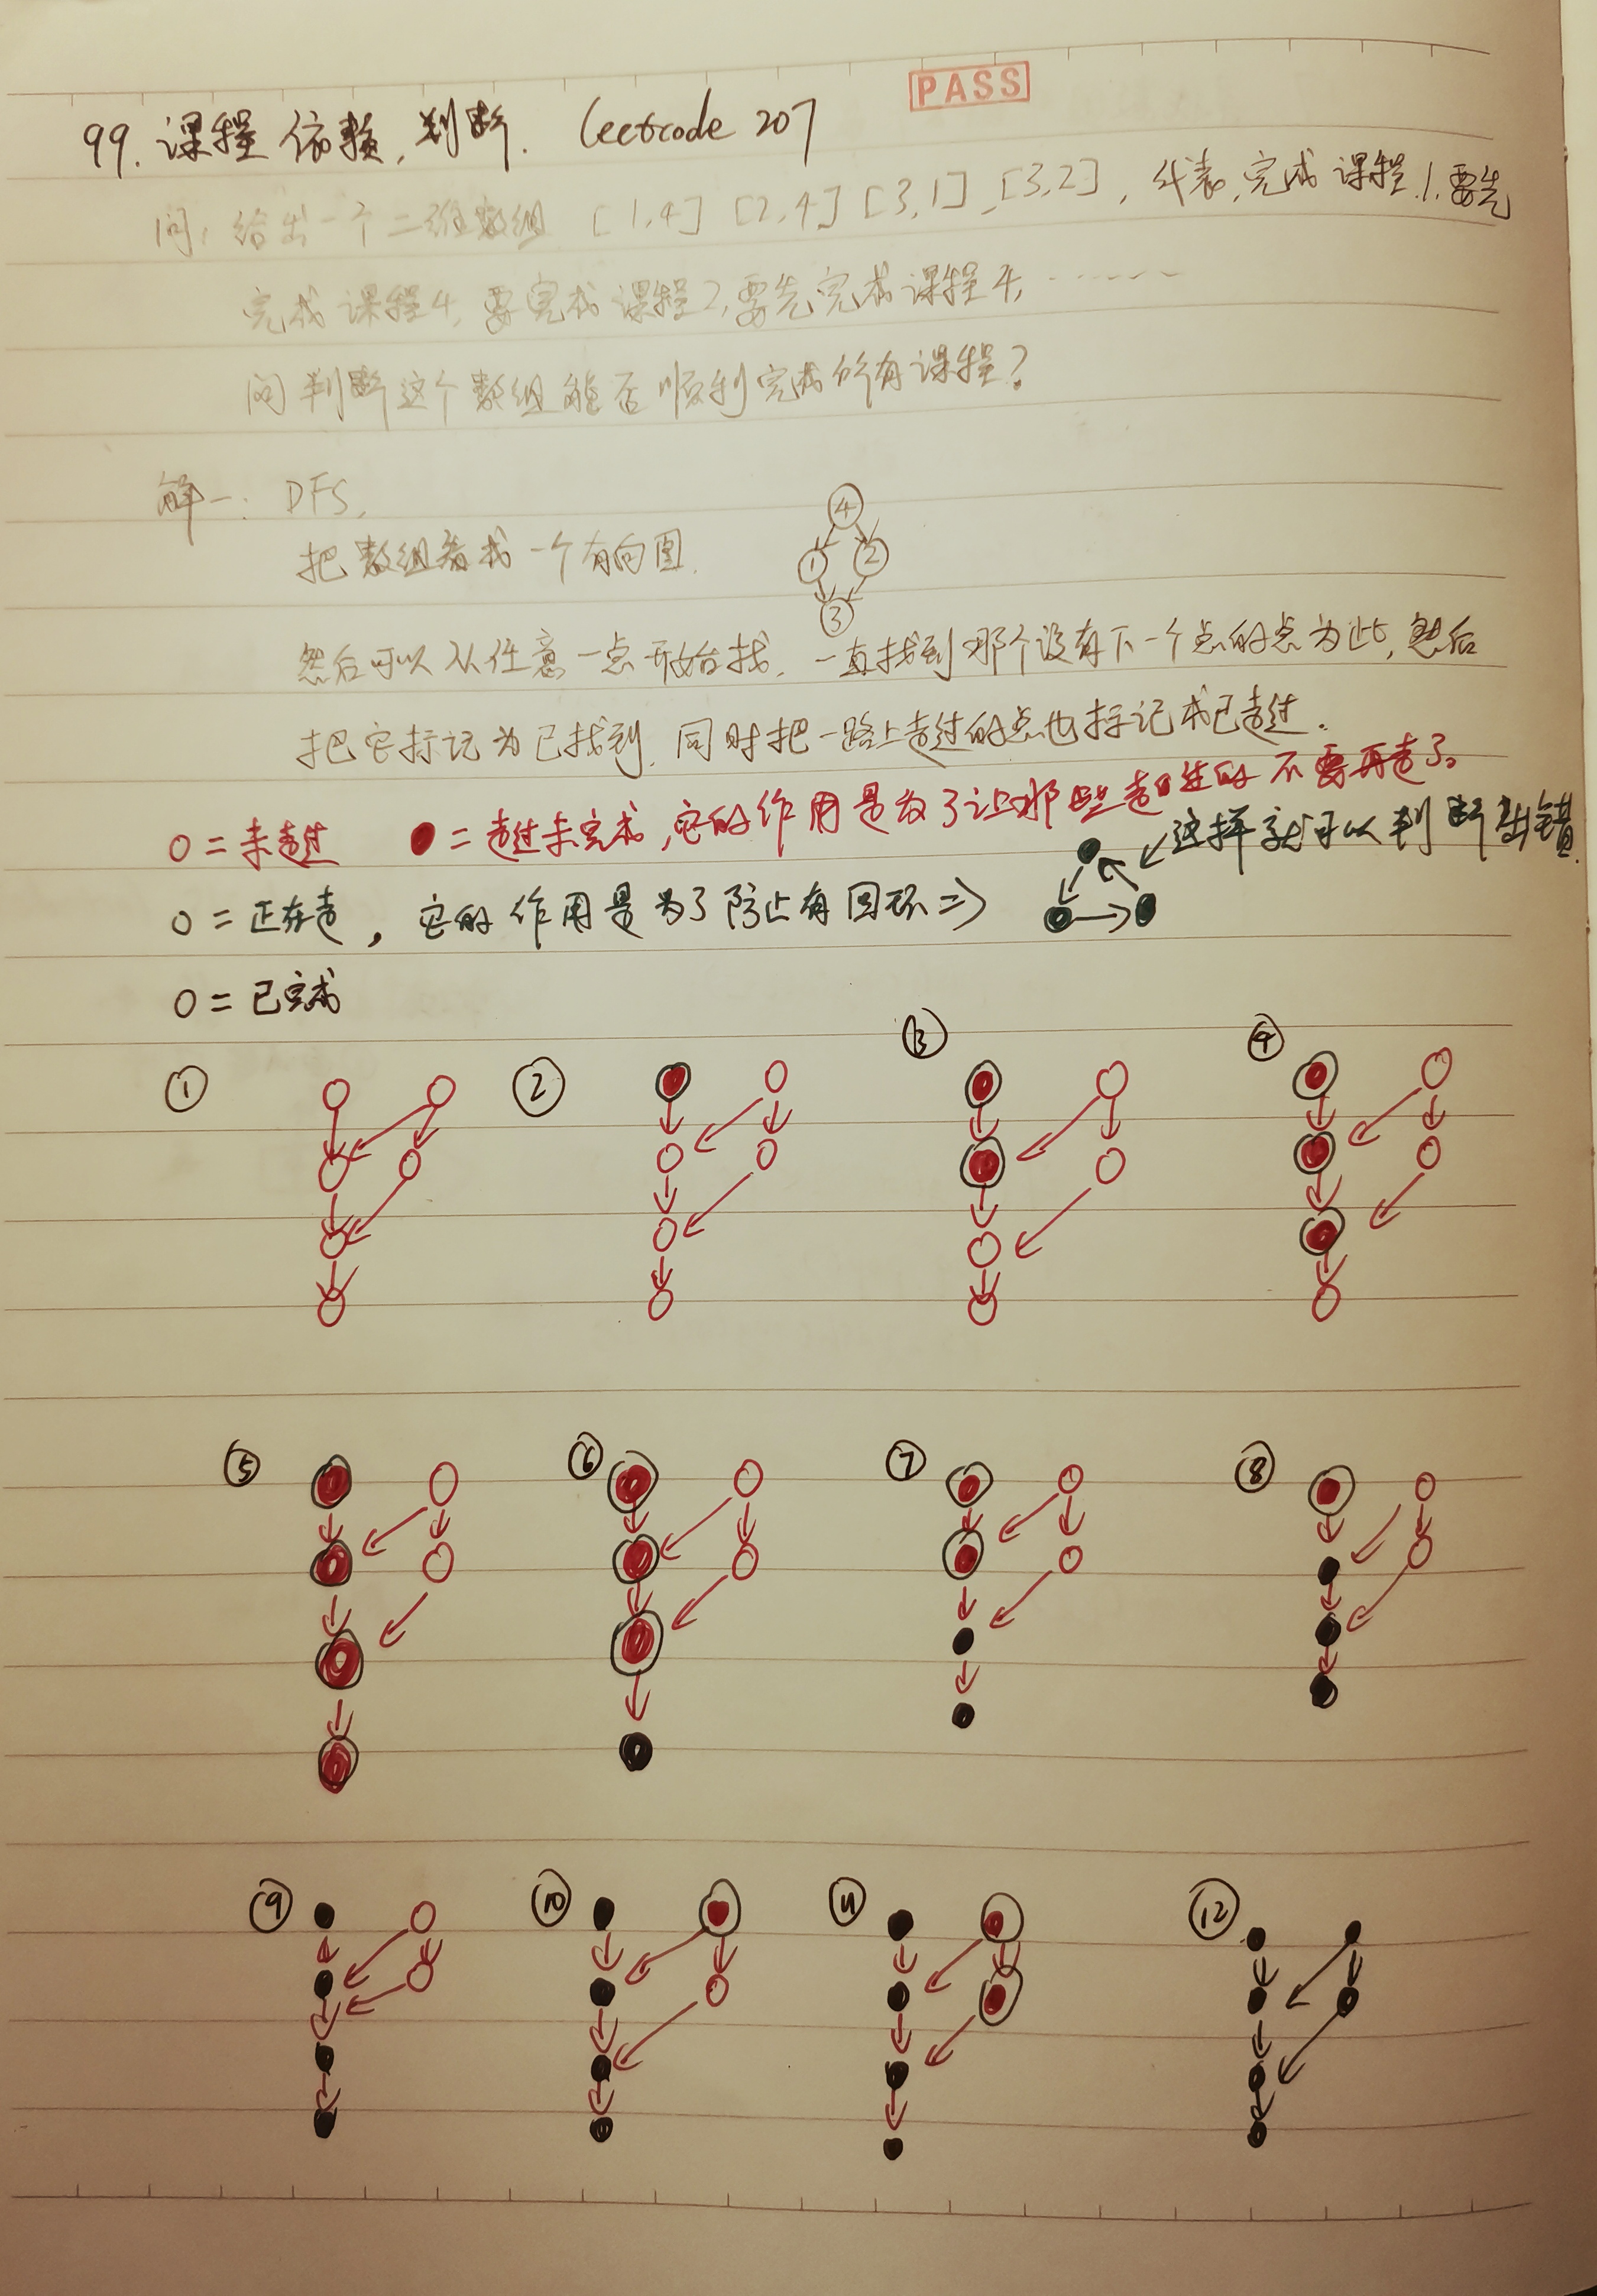 PASS
99. 课程依赖, 判断. Leetcode 207
问: 给出一个二维数组 [1,4] [2,4] [3,1], [3,2], 代表, 完成课程1, 要先
完成课程4, 要完成课程2, 要先完成课程4, ······
问判断这个数组能否顺利完成所有课程?
解一: DFS,
把数组看成一个有向图.
4
1 2
3
然后可以从任意一点开始找, 一直找到那个没有下一个点的点为止, 然后
把它标记为已找到, 同时把一路上走过的点也标记成已走过.
O = 未走过 ● = 走过未完成, 它的作用是为了让那些走过的不要再走了。
O = 正在走, 它的作用是为了防止有回环 => ← 这样就可以判断出错.
O = 已完成
① ② ③ ④
⑤ ⑥ ⑦ ⑧
⑨ ⑩ ⑪ ⑫